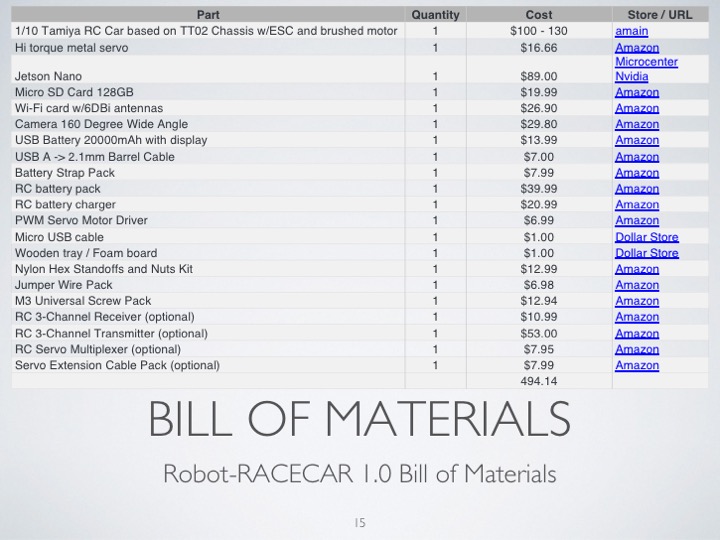 Part Quantity Cost Store / URL
1/10 Tamiya RC Car based on TT02 Chassis w/ESC and brushed motor 1 $100 - 130 amain
Hi torque metal servo 1 $16.66 Amazon
Microcenter
Jetson Nano 1 $89.00 Nvidia
Micro SD Card 128GB 1 $19.99 Amazon
Wi-Fi card w/6DBi antennas 1 $26.90 Amazon
Camera 160 Degree Wide Angle 1 $29.80 Amazon
USB Battery 20000mAh with display 1 $13.99 Amazon
USB A -> 2.1mm Barrel Cable 1 $7.00 Amazon
Battery Strap Pack 1 $7.99 Amazon
RC battery pack 1 $39.99 Amazon
RC battery charger 1 $20.99 Amazon
PWM Servo Motor Driver 1 $6.99 Amazon
Micro USB cable 1 $1.00 Dollar Store
Wooden tray / Foam board 1 $1.00 Dollar Store
Nylon Hex Standoffs and Nuts Kit 1 $12.99 Amazon
Jumper Wire Pack 1 $6.98 Amazon
M3 Universal Screw Pack 1 $12.94 Amazon
RC 3-Channel Receiver (optional) 1 $10.99 Amazon
RC 3-Channel Transmitter (optional) 1 $53.00 Amazon
RC Servo Multiplexer (optional) 1 $7.95 Amazon
Servo Extension Cable Pack (optional) 1 $7.99 Amazon
494.14
BILL OF MATERIALS
Robot-RACECAR 1.0 Bill of Materials
15